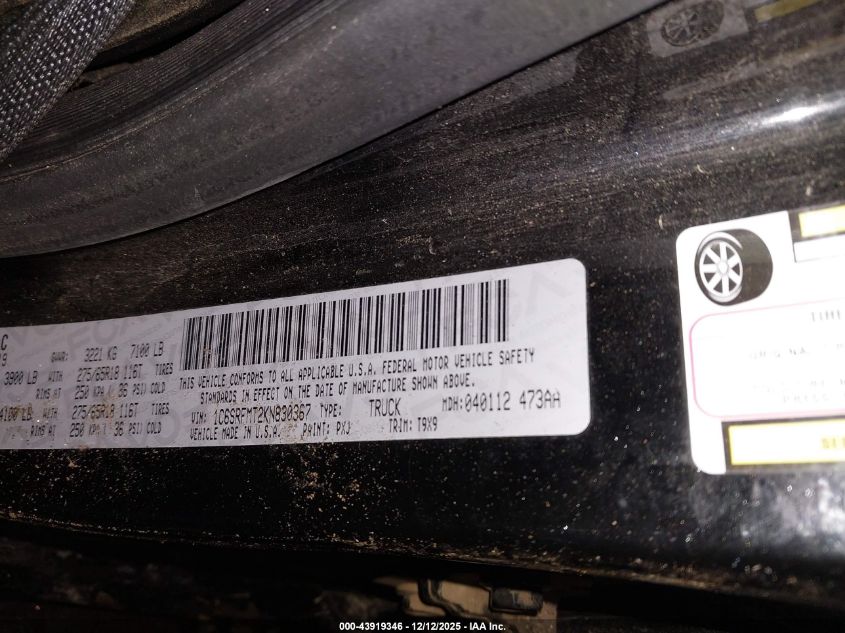 GVWR: 3221 KG 7100 LB
3900 LB WITH 275/65R18 116T TIRES
RIMS AT 250 KPA/ 36 PSI/ COLD
4100 LB WITH 275/65R18 116T TIRES
RIMS AT 250 KPA/ 36 PSI/ COLD
THIS VEHICLE CONFORMS TO ALL APPLICABLE U.S.A. FEDERAL MOTOR VEHICLE SAFETY
STANDARDS IN EFFECT ON THE DATE OF MANUFACTURE SHOWN ABOVE.
VIN: 1C6SRFMT2KN830367 TYPE: TRUCK MDH: 040112 473AA
VEHICLE MADE IN U.S.A. PAINT: PXJ TRIM: T9X9
000-43919346 - 12/12/2025 - IAA Inc.